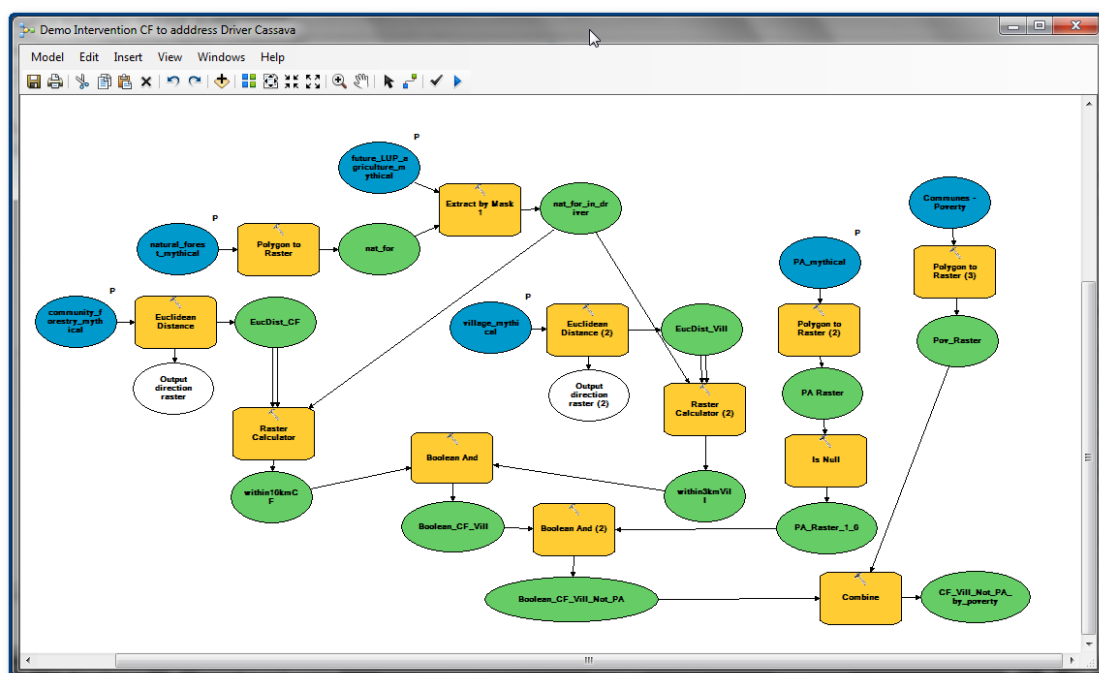 Demo Intervention CF to adddress Driver Cassava
Model Edit Insert View Windows Help
P
future_LUP_a
griculture_m
ythical
Extract by Mask
1
nat_for_in_dr
iver
Communes -
Poverty
P
natural_fores
t_mythical
Polygon to
Raster
nat_for
P
PA_mythical
Polygon to
Raster (3)
P
community_f
orestry_myth
ical
Euclidean
Distance
EucDist_CF
P
village_mythi
cal
Euclidean
Distance (2)
EucDist_Vill
Polygon to
Raster (2)
Pov_Raster
Output
direction
raster
Output
direction
raster (2)
Raster
Calculator (2)
PA Raster
Raster
Calculator
Boolean And
Is Null
within10kmC
F
within3kmVil
l
Boolean_CF_Vill
Boolean And (2)
PA_Raster_1_0
Boolean_CF_Vill_Not_PA
Combine
CF_Vill_Not_PA_
by_poverty